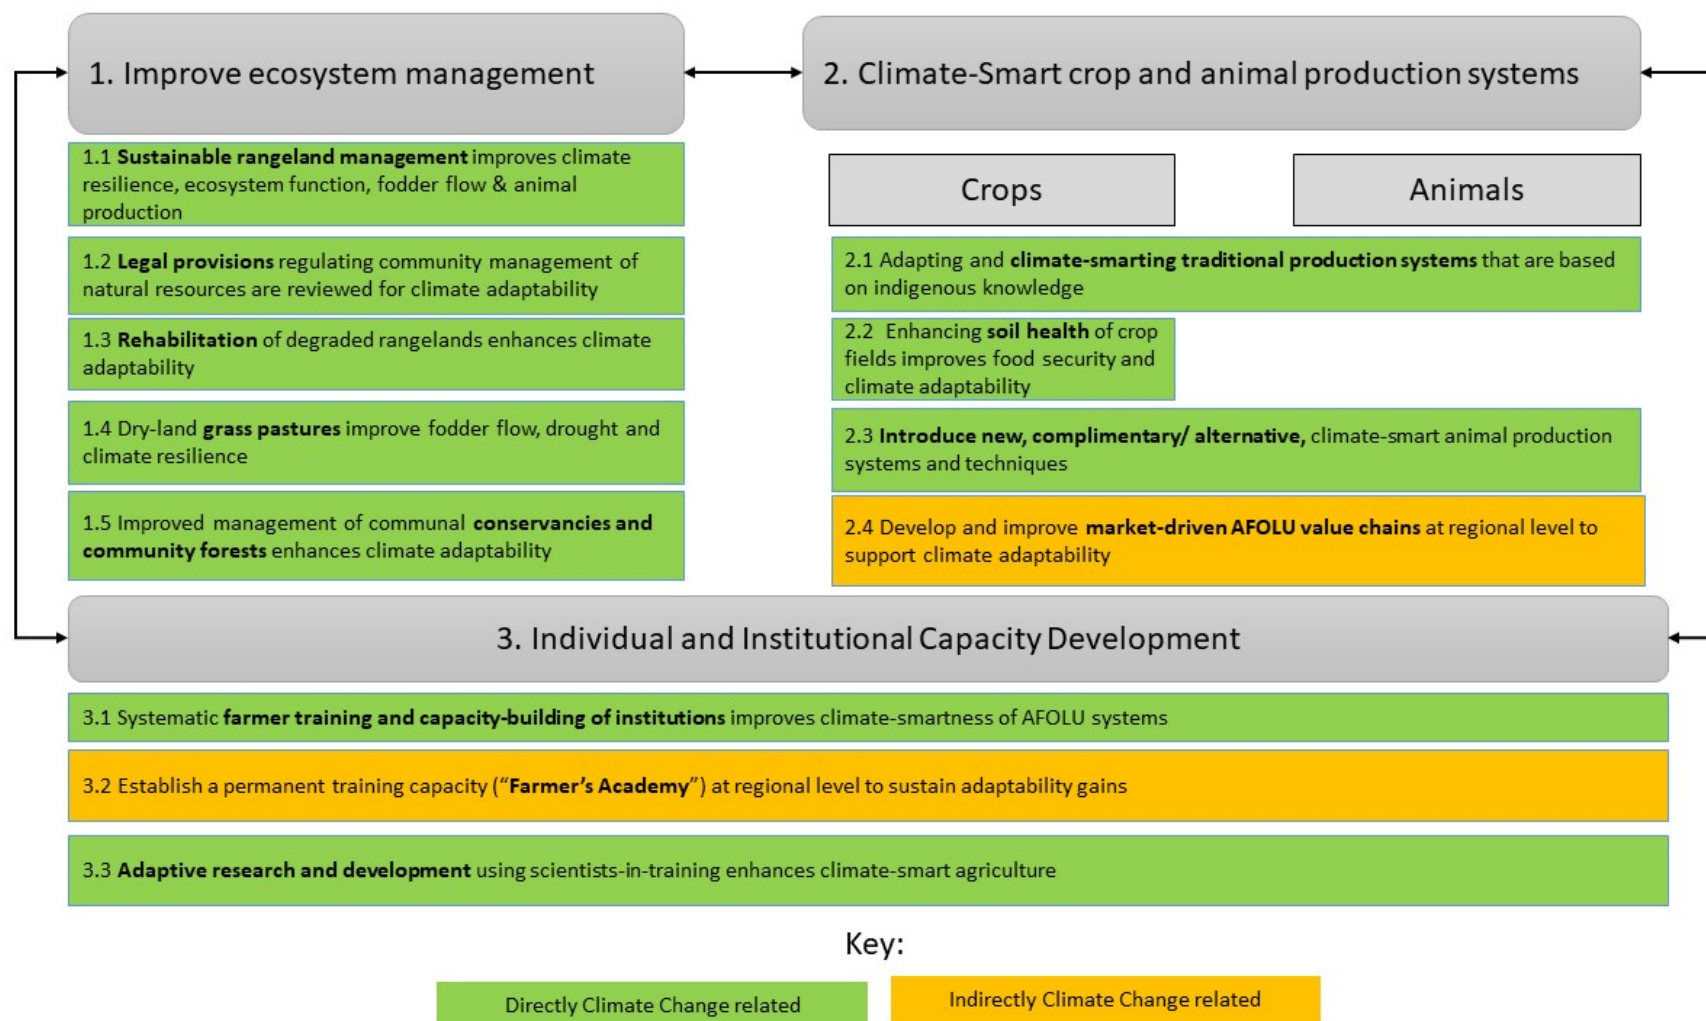 1. Improve ecosystem management
2. Climate-Smart crop and animal production systems
1.1 Sustainable rangeland management improves climate
resilience, ecosystem function, fodder flow & animal
production
1.2 Legal provisions regulating community management of
natural resources are reviewed for climate adaptability
1.3 Rehabilitation of degraded rangelands enhances climate
adaptability
1.4 Dry-land grass pastures improve fodder flow, drought and
climate resilience
1.5 Improved management of communal conservancies and
community forests enhances climate adaptability
Crops
Animals
2.1 Adapting and climate-smarting traditional production systems that are based
on indigenous knowledge
2.2 Enhancing soil health of crop
fields improves food security and
climate adaptability
2.3 Introduce new, complimentary/ alternative, climate-smart animal production
systems and techniques
2.4 Develop and improve market-driven AFOLU value chains at regional level to
support climate adaptability
3. Individual and Institutional Capacity Development
3.1 Systematic farmer training and capacity-building of institutions improves climate-smartness of AFOLU systems
3.2 Establish a permanent training capacity (“Farmer’s Academy”) at regional level to sustain adaptability gains
3.3 Adaptive research and development using scientists-in-training enhances climate-smart agriculture
Key:
Directly Climate Change related
Indirectly Climate Change related